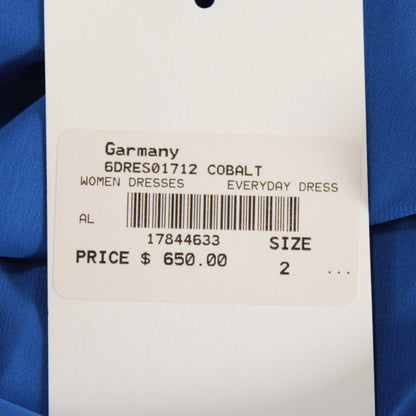 Garmany
6DRES01712 COBALT
WOMEN DRESSES EVERYDAY DRESS
AL
17844633 SIZE
PRICE $ 650.00 2 ...